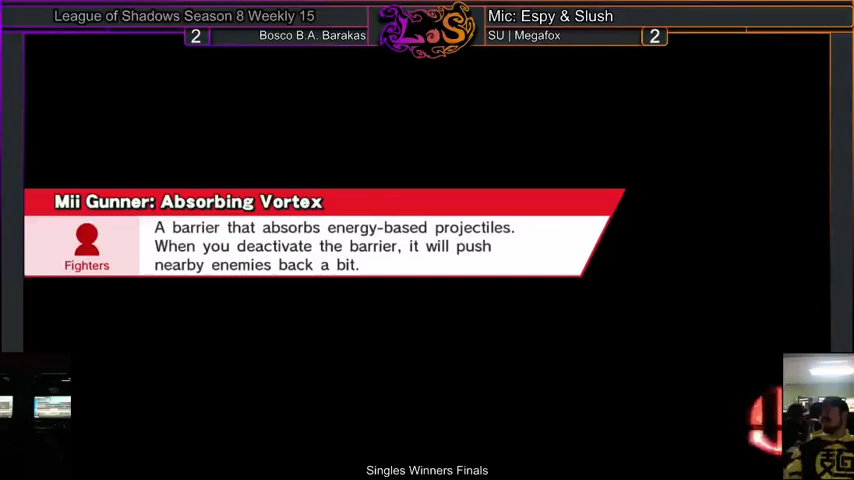 League of Shadows Season 8 Weekly 15
Mic: Espy & Slush
2
Bosco B.A. Barakas
LoS
SU | Megafox
2
Mii Gunner: Absorbing Vortex
A barrier that absorbs energy-based projectiles.
When you deactivate the barrier, it will push
nearby enemies back a bit.
Fighters
Singles Winners Finals